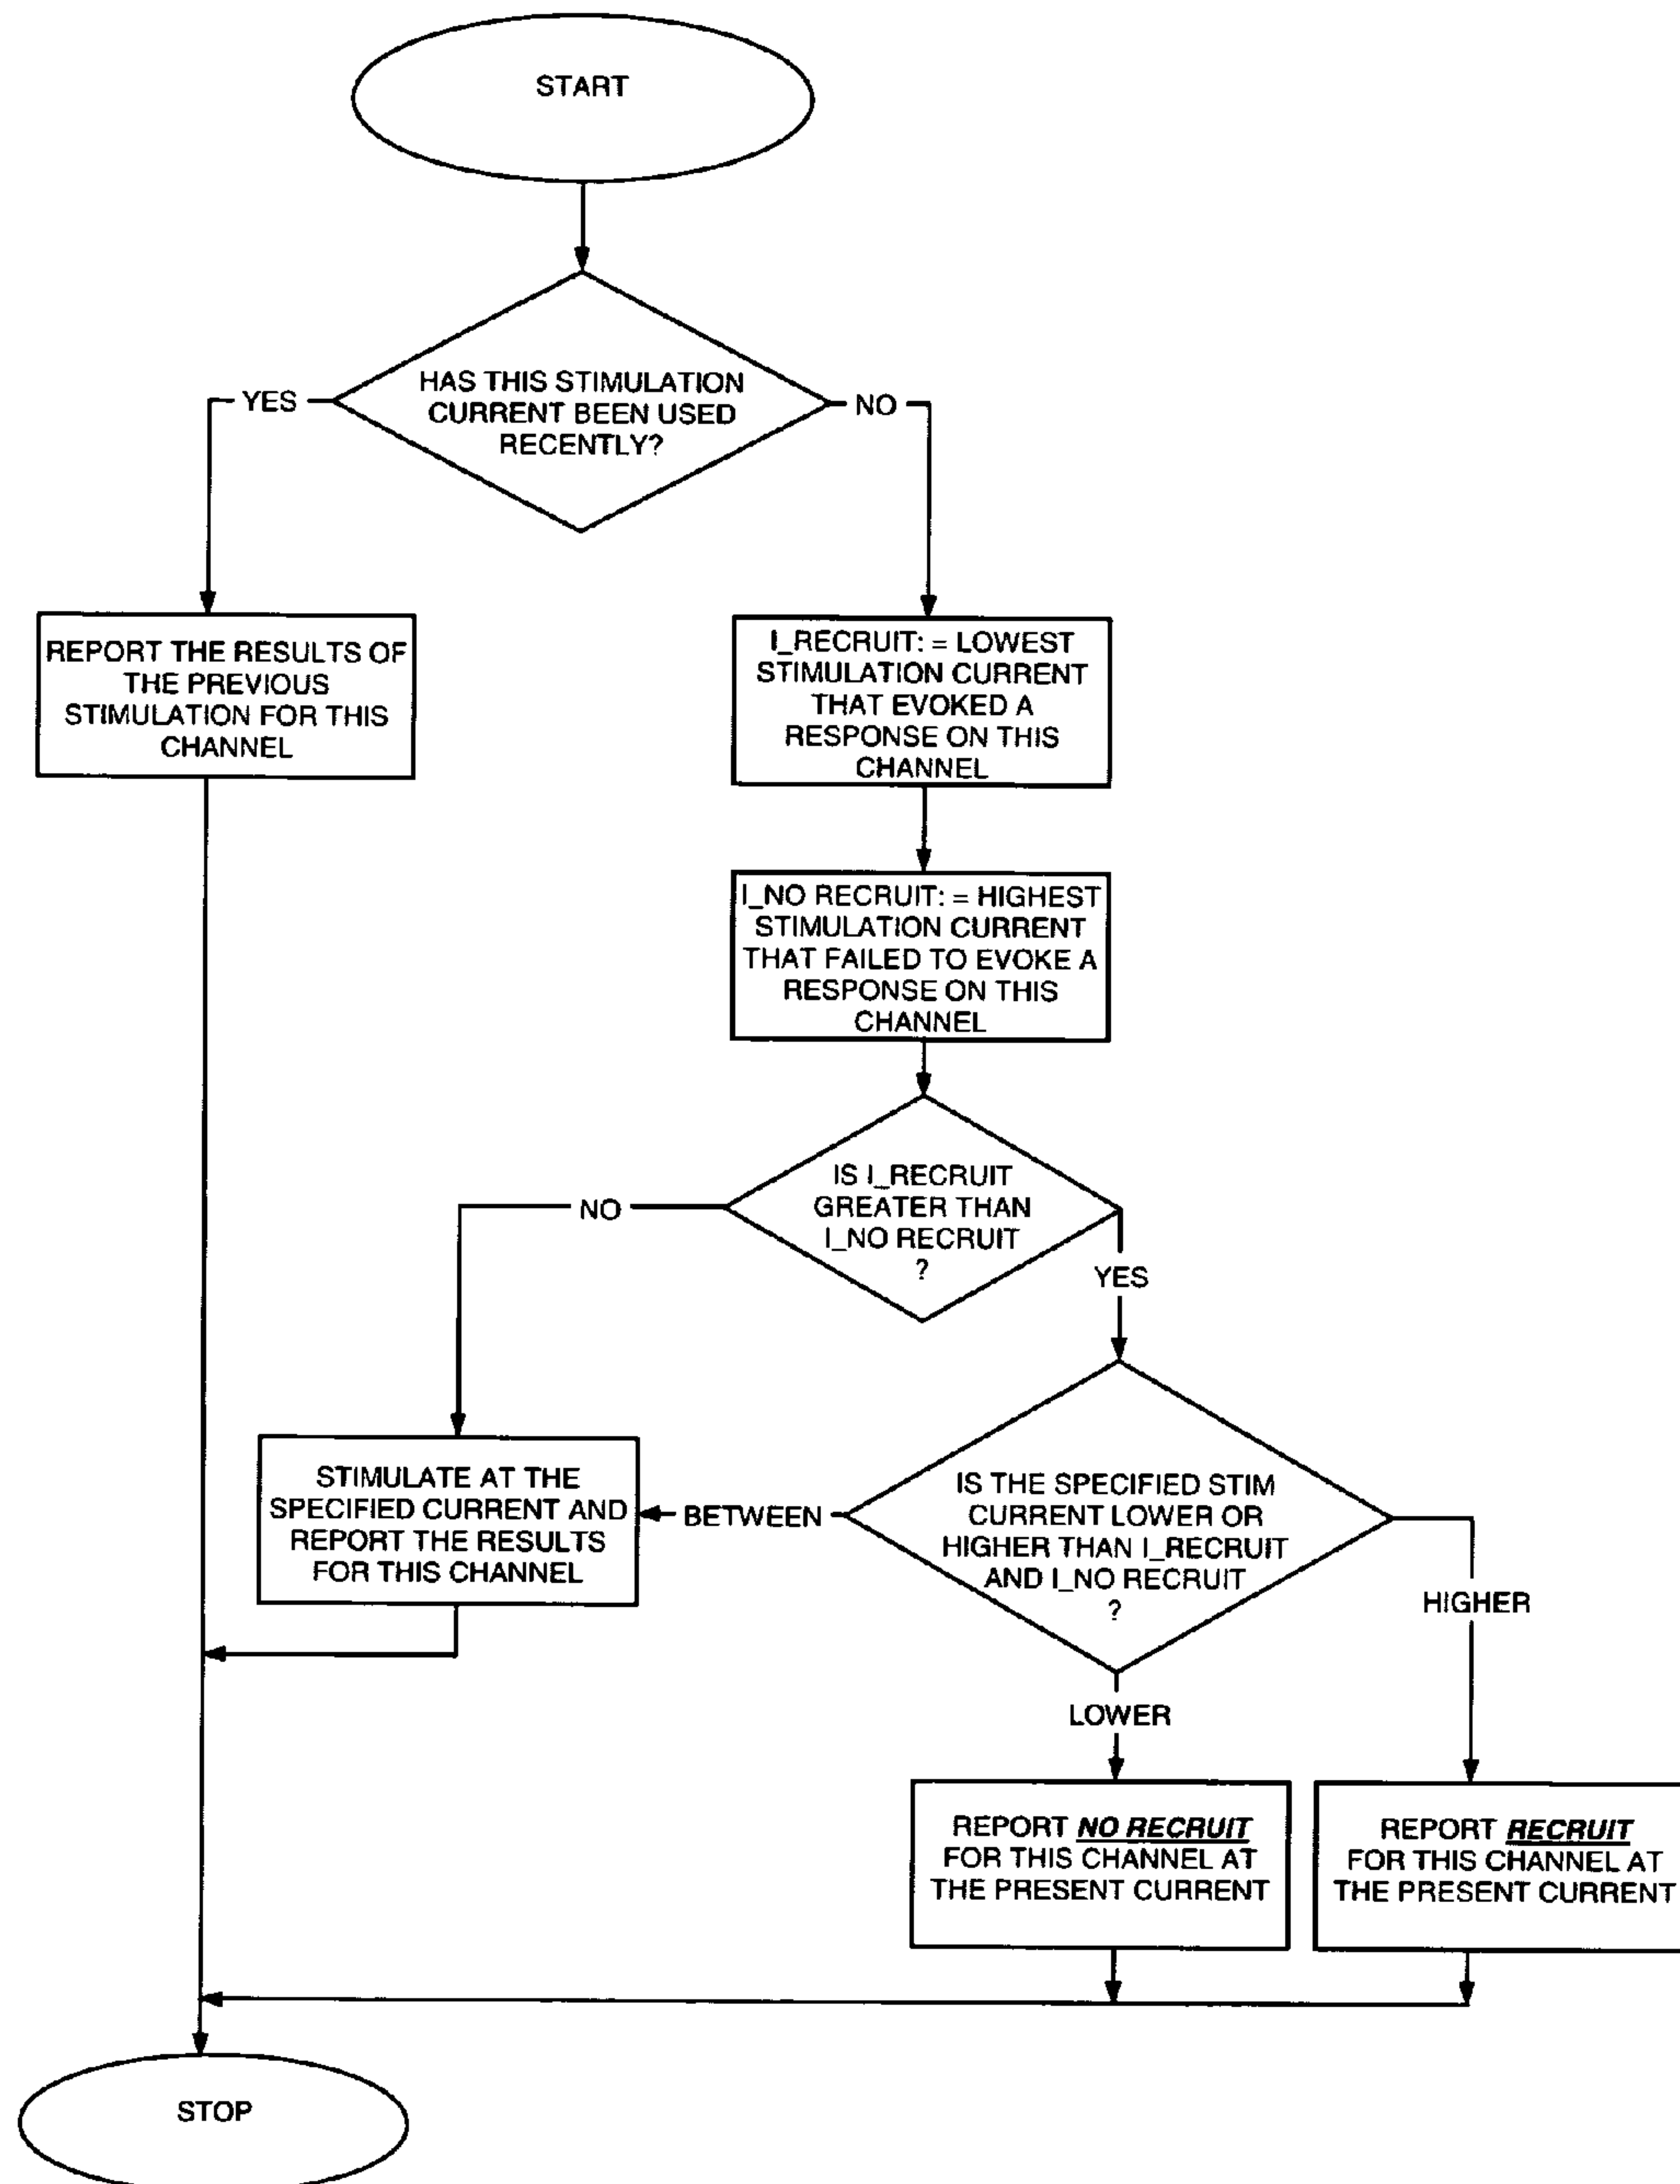 START
HAS THIS STIMULATION
CURRENT BEEN USED
RECENTLY?
YES
NO
REPORT THE RESULTS OF
THE PREVIOUS
STIMULATION FOR THIS
CHANNEL
I_RECRUIT: = LOWEST
STIMULATION CURRENT
THAT EVOKED A
RESPONSE ON THIS
CHANNEL
I_NO RECRUIT: = HIGHEST
STIMULATION CURRENT
THAT FAILED TO EVOKE A
RESPONSE ON THIS
CHANNEL
IS I_RECRUIT
GREATER THAN
I_NO RECRUIT
?
NO
YES
STIMULATE AT THE
SPECIFIED CURRENT AND
REPORT THE RESULTS
FOR THIS CHANNEL
BETWEEN
IS THE SPECIFIED STIM
CURRENT LOWER OR
HIGHER THAN I_RECRUIT
AND I_NO RECRUIT
?
HIGHER
LOWER
REPORT NO RECRUIT
FOR THIS CHANNEL AT
THE PRESENT CURRENT
REPORT RECRUIT
FOR THIS CHANNEL AT
THE PRESENT CURRENT
STOP